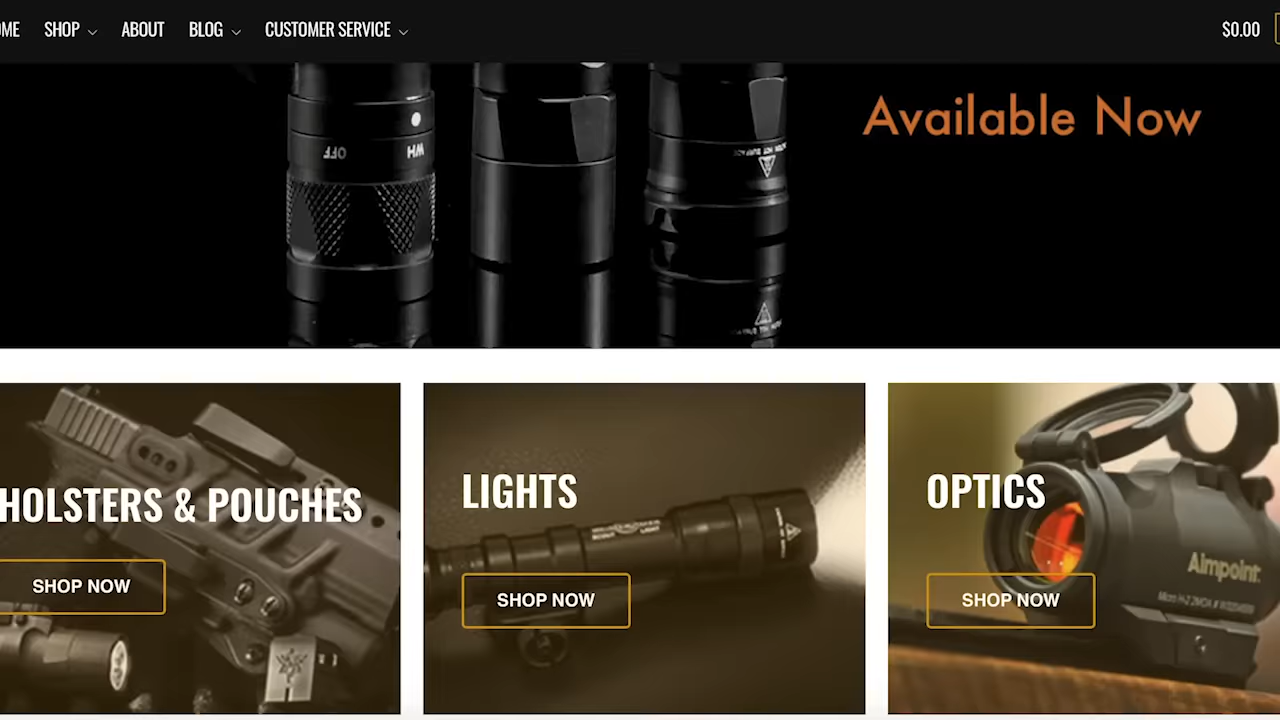 OME SHOP ABOUT BLOG CUSTOMER SERVICE $0.00
Available Now
OFF WH
HOLSTERS & POUCHES
SHOP NOW
LIGHTS
SHOP NOW
OPTICS
SHOP NOW
Aimpoint